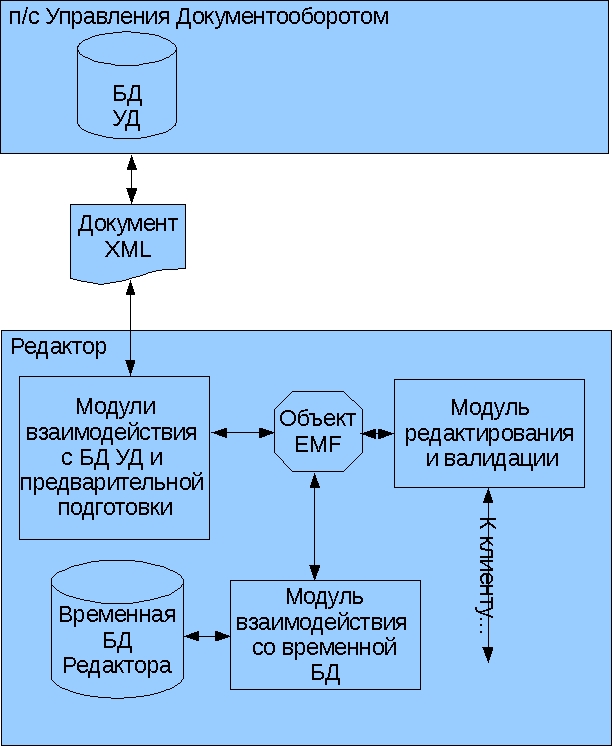 п/с Управления Документооборотом
БД
УД
Документ
XML
Редактор
Модули
взаимодействия
с БД УД и
предварительной
подготовки
Объект
EMF
Модуль
редактирования
и валидации
К клиенту...
Временная
БД
Редактора
Модуль
взаимодействия
со временной
БД